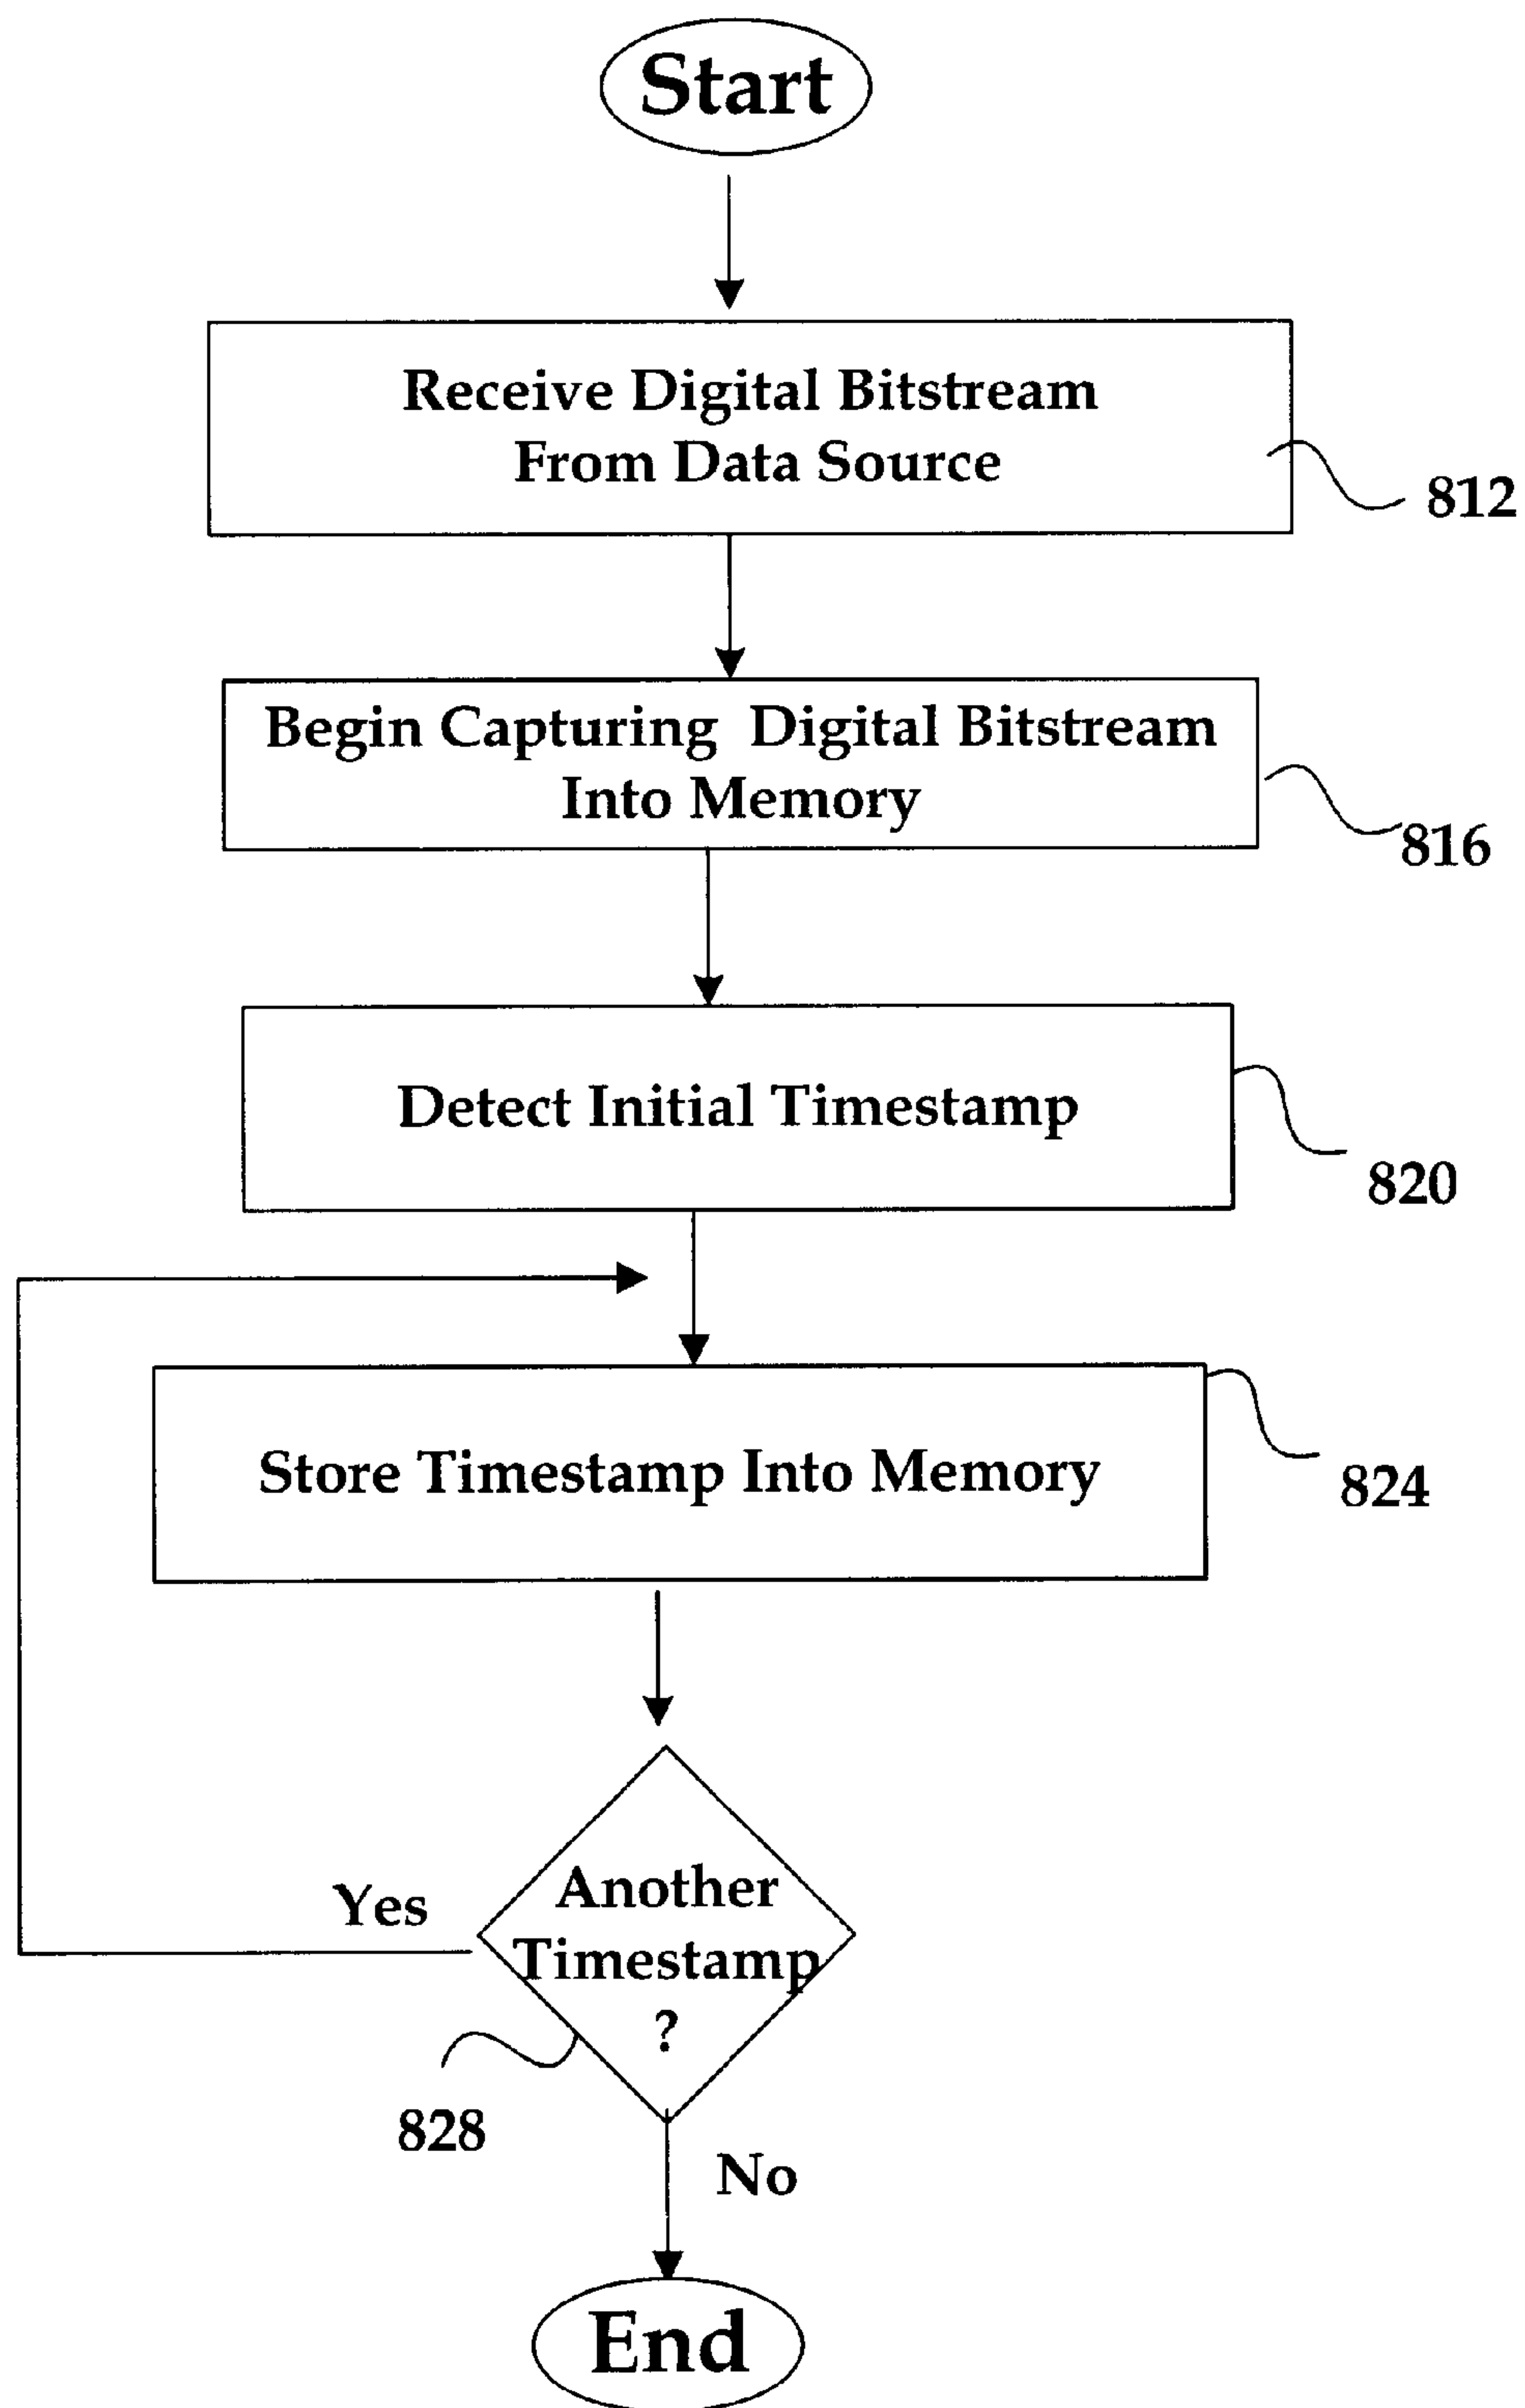 Start
Receive Digital Bitstream
From Data Source
812
Begin Capturing Digital Bitstream
Into Memory
816
Detect Initial Timestamp
820
Store Timestamp Into Memory
824
Yes
Another
Timestamp
?
828
No
End